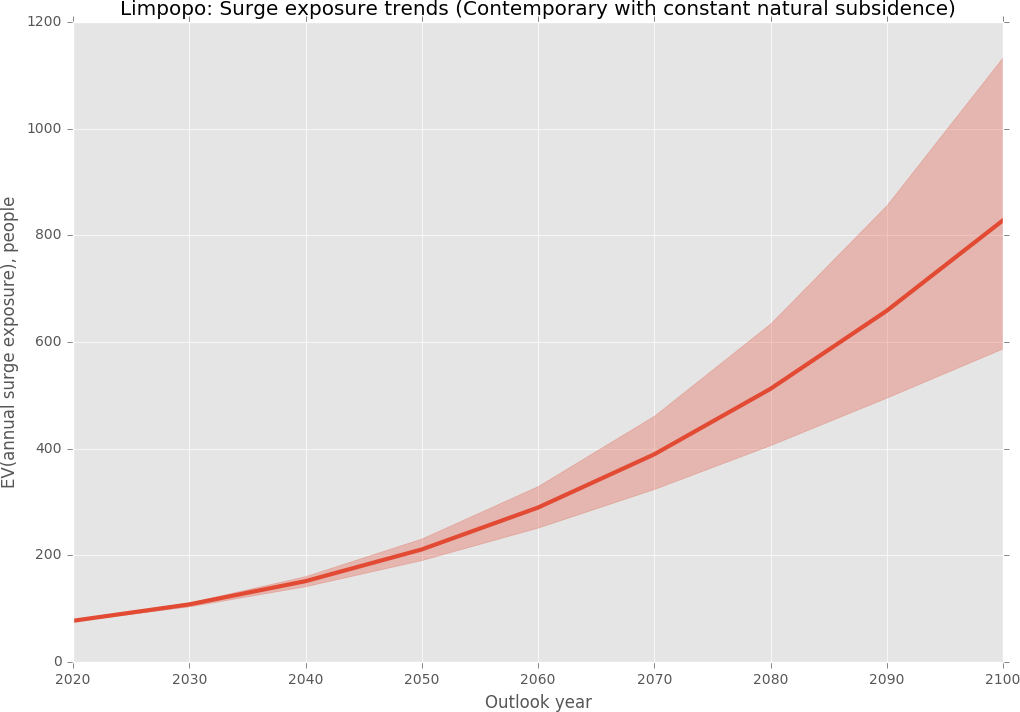 Limpopo: Surge exposure trends (Contemporary with constant natural subsidence)
EV(annual surge exposure), people
1200
1000
800
600
400
200
0
2020 2030 2040 2050 2060 2070 2080 2090 2100
Outlook year